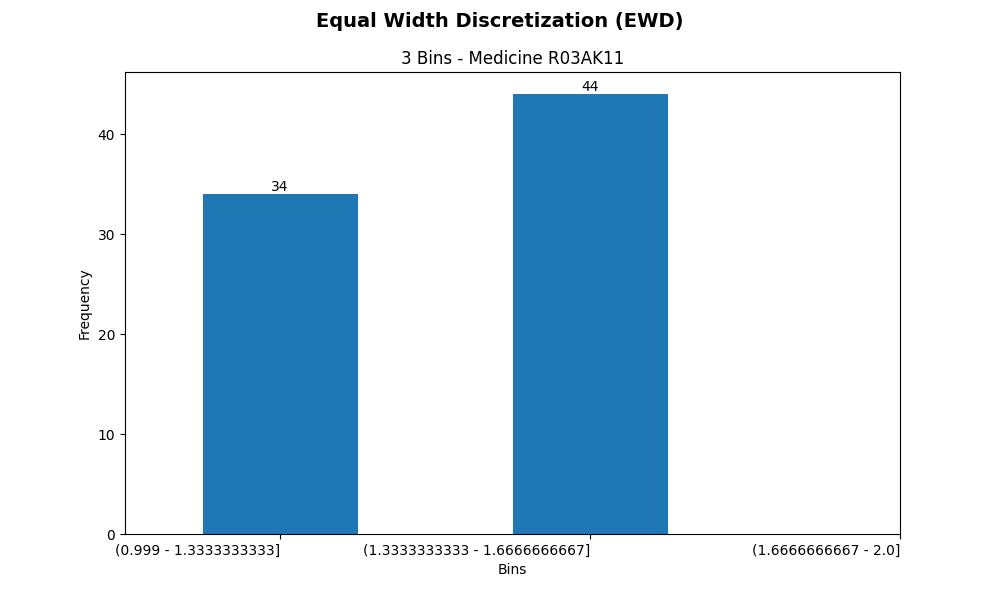 Equal Width Discretization (EWD)
3 Bins - Medicine R03AK11
44
34
40
30
20
10
0
Frequency
(0.999 - 1.3333333333]
(1.3333333333 - 1.6666666667]
(1.6666666667 - 2.0]
Bins